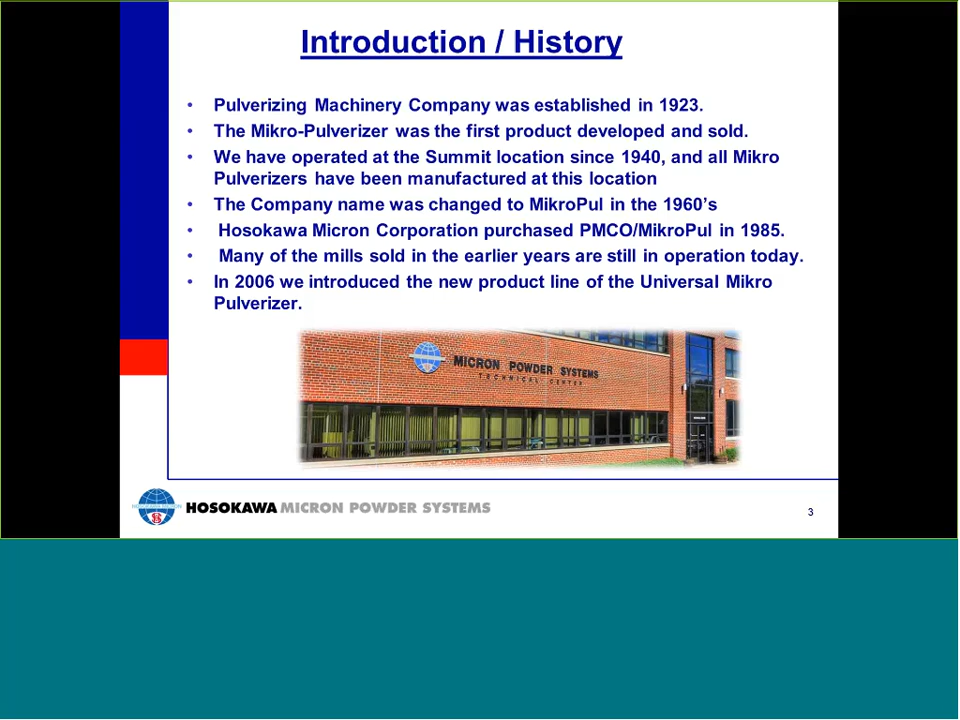 Introduction / History
• Pulverizing Machinery Company was established in 1923.
• The Mikro-Pulverizer was the first product developed and sold.
• We have operated at the Summit location since 1940, and all Mikro
Pulverizers have been manufactured at this location
• The Company name was changed to MikroPul in the 1960's
• Hosokawa Micron Corporation purchased PMCO/MikroPul in 1985.
• Many of the mills sold in the earlier years are still in operation today.
• In 2006 we introduced the new product line of the Universal Mikro
Pulverizer.
MICRON POWDER SYSTEMS
TECHNICAL CENTER
HOSOKAWA MICRON POWDER SYSTEMS
3